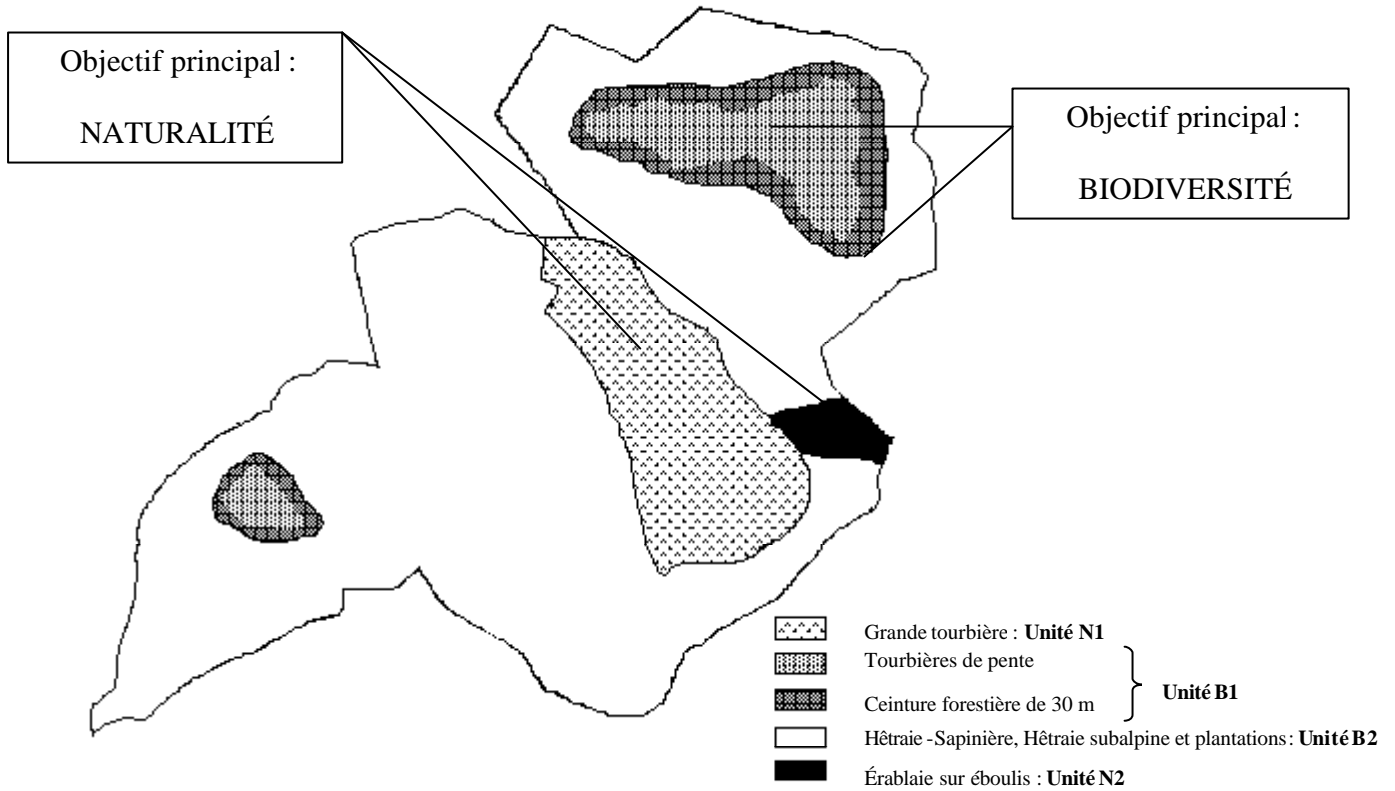 Objectif principal :
NATURALITÉ
Objectif principal :
BIODIVERSITÉ
Grande tourbière : Unité N1
Tourbières de pente
Ceinture forestière de 30 m
Unité B1
Hêtraie -Sapinière, Hêtraie subalpine et plantations : Unité B2
Érablaie sur éboulis : Unité N2